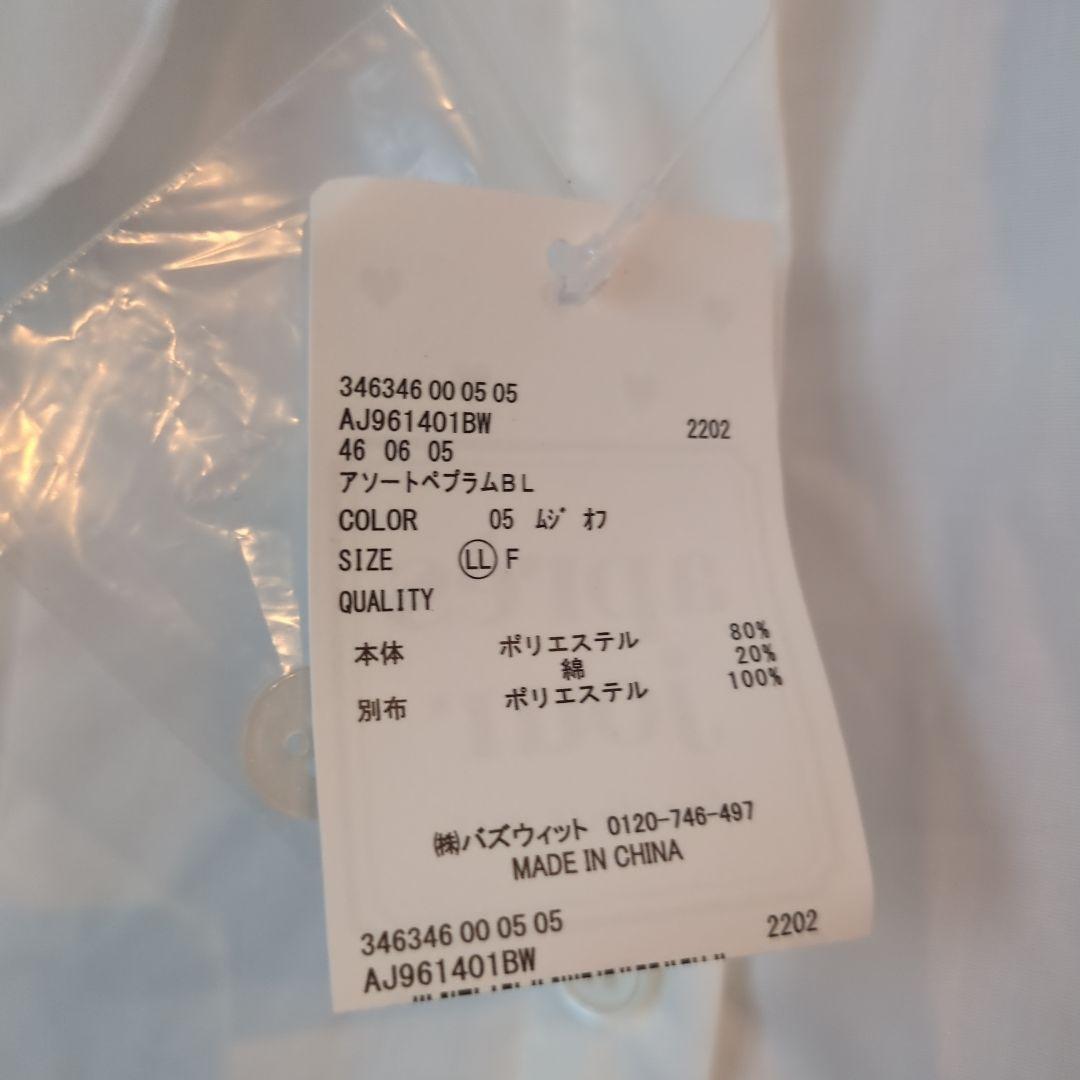 346346 00 05 05
AJ961401BW 2202
46 06 05
アソートペプラムBL
COLOR 05 ﾑｼﾞ ｵﾌ
SIZE LL F
QUALITY
本体 ポリエステル 80%
綿 20%
別布 ポリエステル 100%
㈱バズウィット 0120-746-497
MADE IN CHINA
346346 00 05 05 2202
AJ961401BW